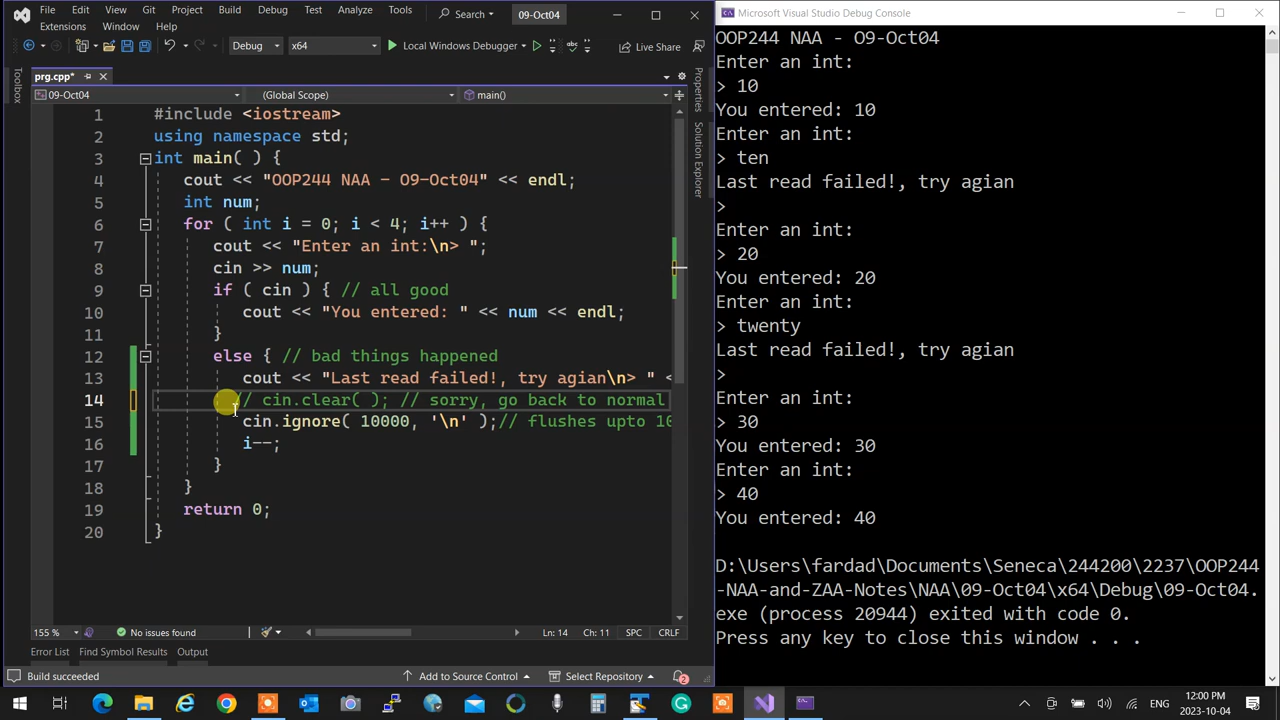 File Edit View Git Project Build Debug Search 09-Oct04
Test Analyze Tools
Extensions Window Help
Debug x64 Local Windows Debugger Live Share
prg.cpp*
09-Oct04 (Global Scope) main()
Toolbox
Properties
Solution Explorer
1 #include <iostream>
2 using namespace std;
3 int main( ) {
4 cout << "OOP244 NAA - O9-Oct04" << endl;
5 int num;
6 for ( int i = 0; i < 4; i++ ) {
7 cout << "Enter an int:\n> ";
8 cin >> num;
9 if ( cin ) { // all good
10 cout << "You entered: " << num << endl;
11 }
12 else { // bad things happened
13 cout << "Last read failed!, try agian\n> " <
14 // cin.clear( ); // sorry, go back to normal
15 cin.ignore( 10000, '\n' );// flushes upto 10
16 i--;
17 }
18 }
19 return 0;
20 }
155 % No issues found Ln: 14 Ch: 11 SPC CRLF
Error List Find Symbol Results Output
Build succeeded Add to Source Control Select Repository 2
Microsoft Visual Studio Debug Console
OOP244 NAA - O9-Oct04
Enter an int:
> 10
You entered: 10
Enter an int:
> ten
Last read failed!, try agian
>
Enter an int:
> 20
You entered: 20
Enter an int:
> twenty
Last read failed!, try agian
>
Enter an int:
> 30
You entered: 30
Enter an int:
> 40
You entered: 40
D:\Users\fardad\Documents\Seneca\244200\2237\OOP244
-NAA-and-ZAA-Notes\NAA\09-Oct04\x64\Debug\09-Oct04.
exe (process 20944) exited with code 0.
Press any key to close this window . . .
ENG 12:00 PM
2023-10-04